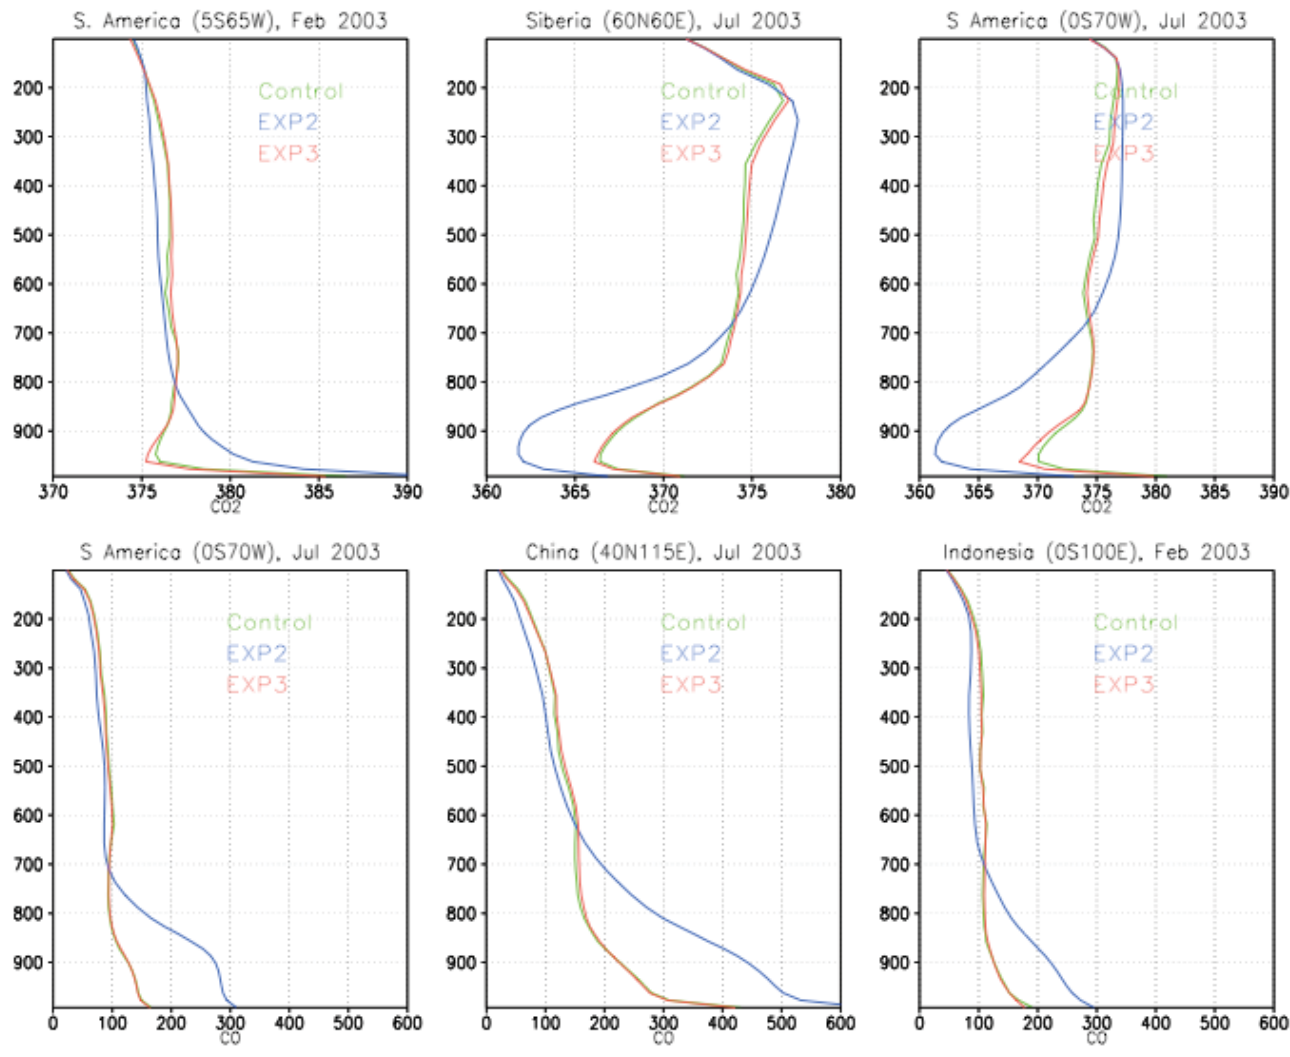 S. America (5S65W), Feb 2003
200
300
400
500
600
700
800
900
Control
EXP2
EXP3
370 375 380 385 390
CO2
Siberia (60N60E), Jul 2003
200
300
400
500
600
700
800
900
Control
EXP2
EXP3
360 365 370 375 380
CO2
S America (0S70W), Jul 2003
200
300
400
500
600
700
800
900
Control
EXP2
EXP3
360 365 370 375 380 385 390
CO2
S America (0S70W), Jul 2003
200
300
400
500
600
700
800
900
Control
EXP2
EXP3
0 100 200 300 400 500 600
CO
China (40N115E), Jul 2003
200
300
400
500
600
700
800
900
Control
EXP2
EXP3
0 100 200 300 400 500 600
CO
Indonesia (0S100E), Feb 2003
200
300
400
500
600
700
800
900
Control
EXP2
EXP3
0 100 200 300 400 500 600
CO